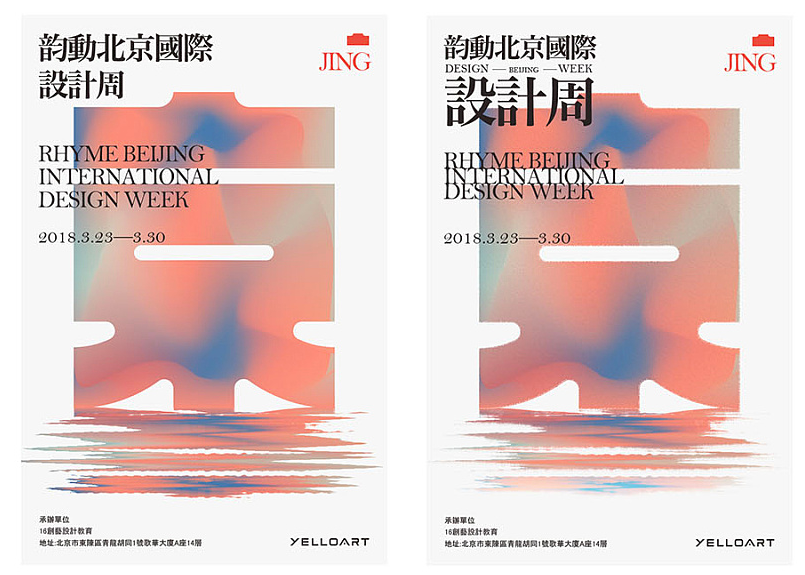 韵動北京國際
設計周
JING
RHYME BEIJING
INTERNATIONAL
DESIGN WEEK
2018.3.23—3.30
承辦單位
16創藝設計教育
地址:北京市東陳區青龍胡同1號歌華大廈A座14層
YELLOART
韵動北京國際
DESIGN — BEIJING — WEEK
設計周
JING
RHYME BEIJING
INTERNATIONAL
DESIGN WEEK
2018.3.23—3.30
承辦單位
16創藝設計教育
地址:北京市東陳區青龍胡同1號歌華大廈A座14層
YELLOART